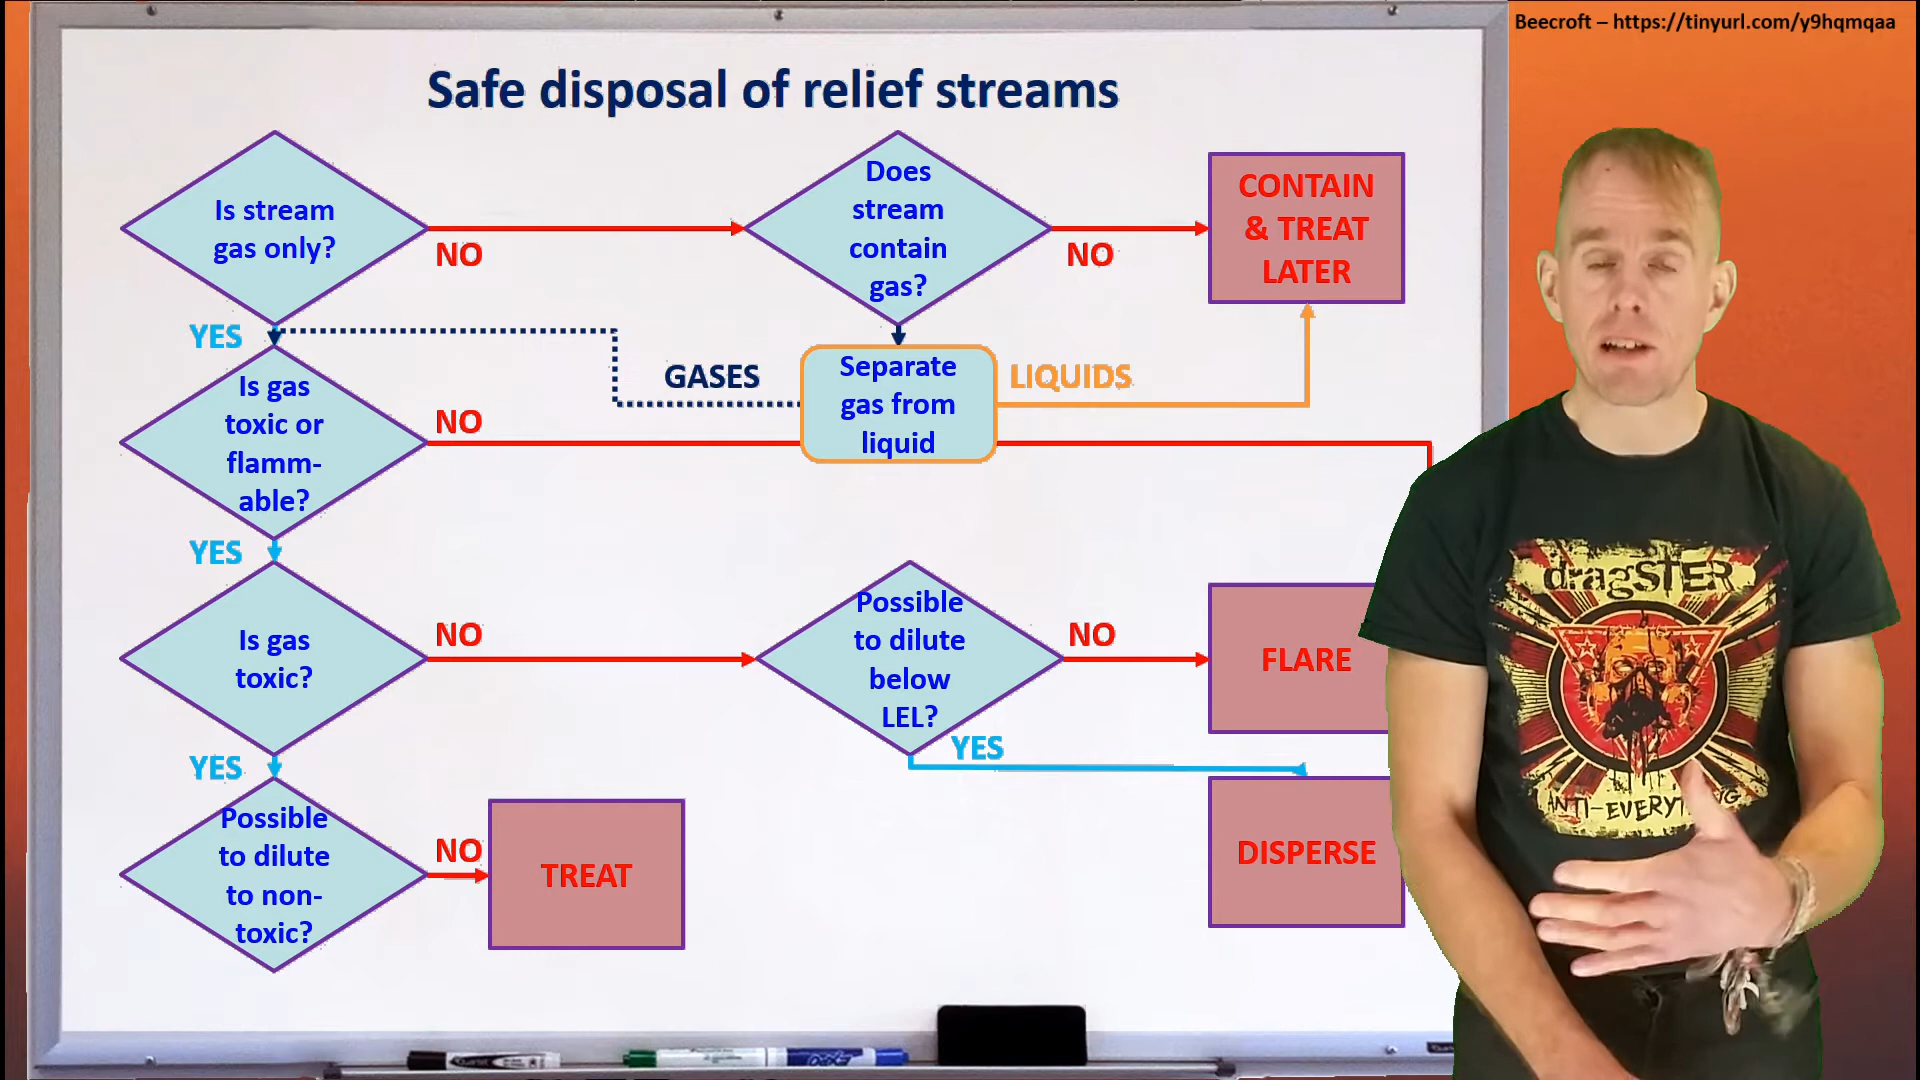 Beecroft – https://tinyurl.com/y9hqmqaa
Safe disposal of relief streams
Is stream
gas only?
NO
Does
stream
contain
gas?
NO
CONTAIN
& TREAT
LATER
YES
GASES
Separate
gas from
liquid
LIQUIDS
Is gas
toxic or
flamm-
able?
NO
YES
Is gas
toxic?
NO
Possible
to dilute
below
LEL?
NO
FLARE
YES
DISPERSE
YES
Possible
to dilute
to non-
toxic?
NO
TREAT
dragSTER
ANTI-EVERYTHING